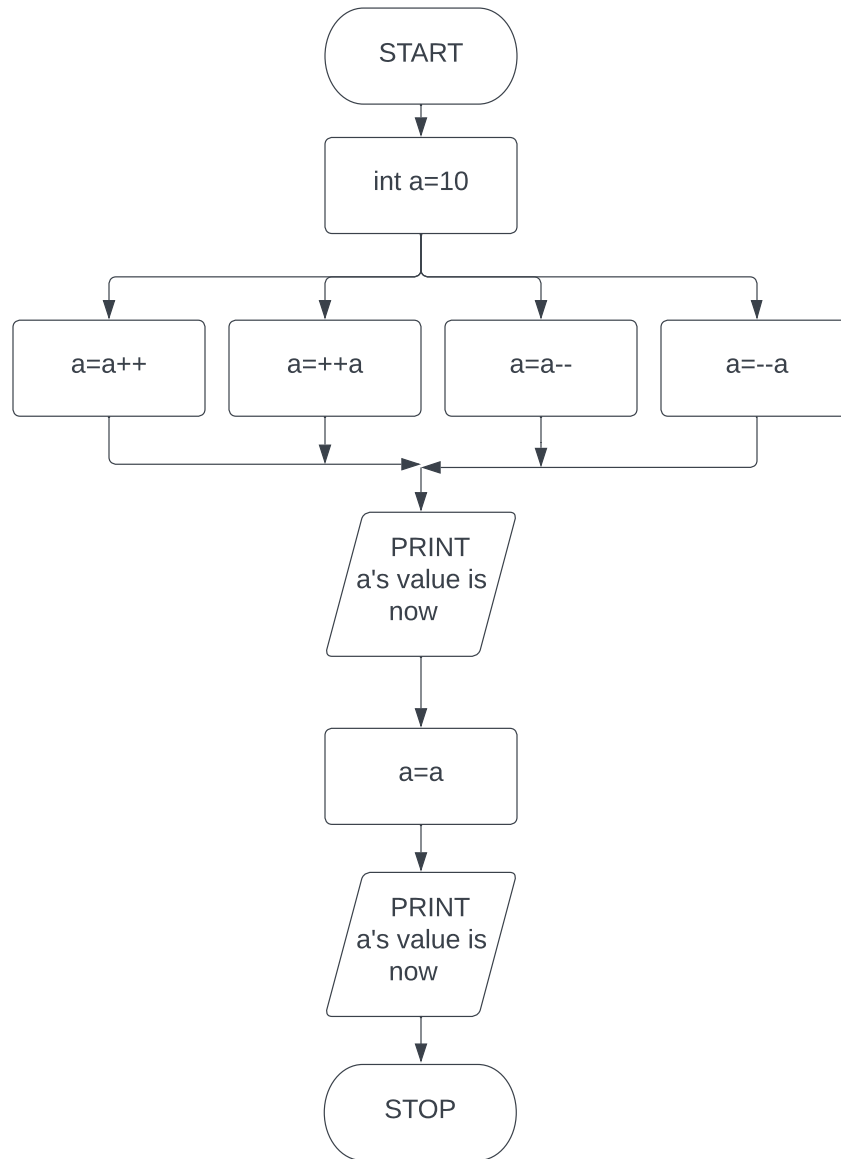 START
int a=10
a=a++
a=++a
a=a--
a=--a
PRINT
a's value is
now
a=a
PRINT
a's value is
now
STOP